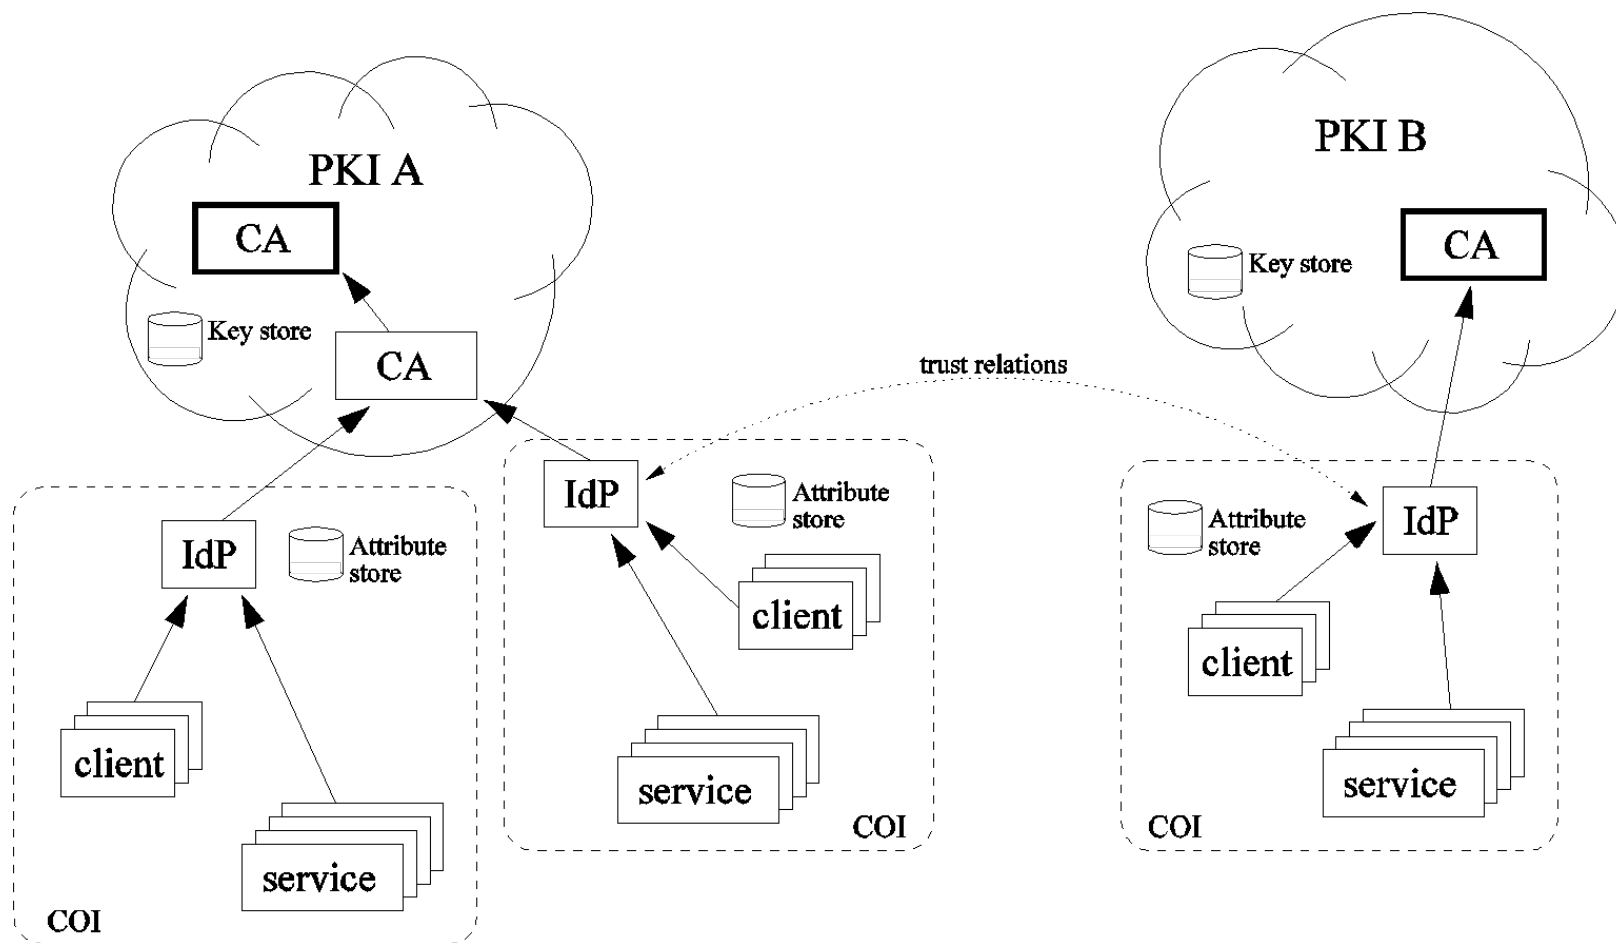 PKI A
CA
Key store
CA
PKI B
CA
Key store
trust relations
IdP
Attribute
store
client
service
COI
IdP
Attribute
store
client
service
COI
IdP
Attribute
store
client
service
COI